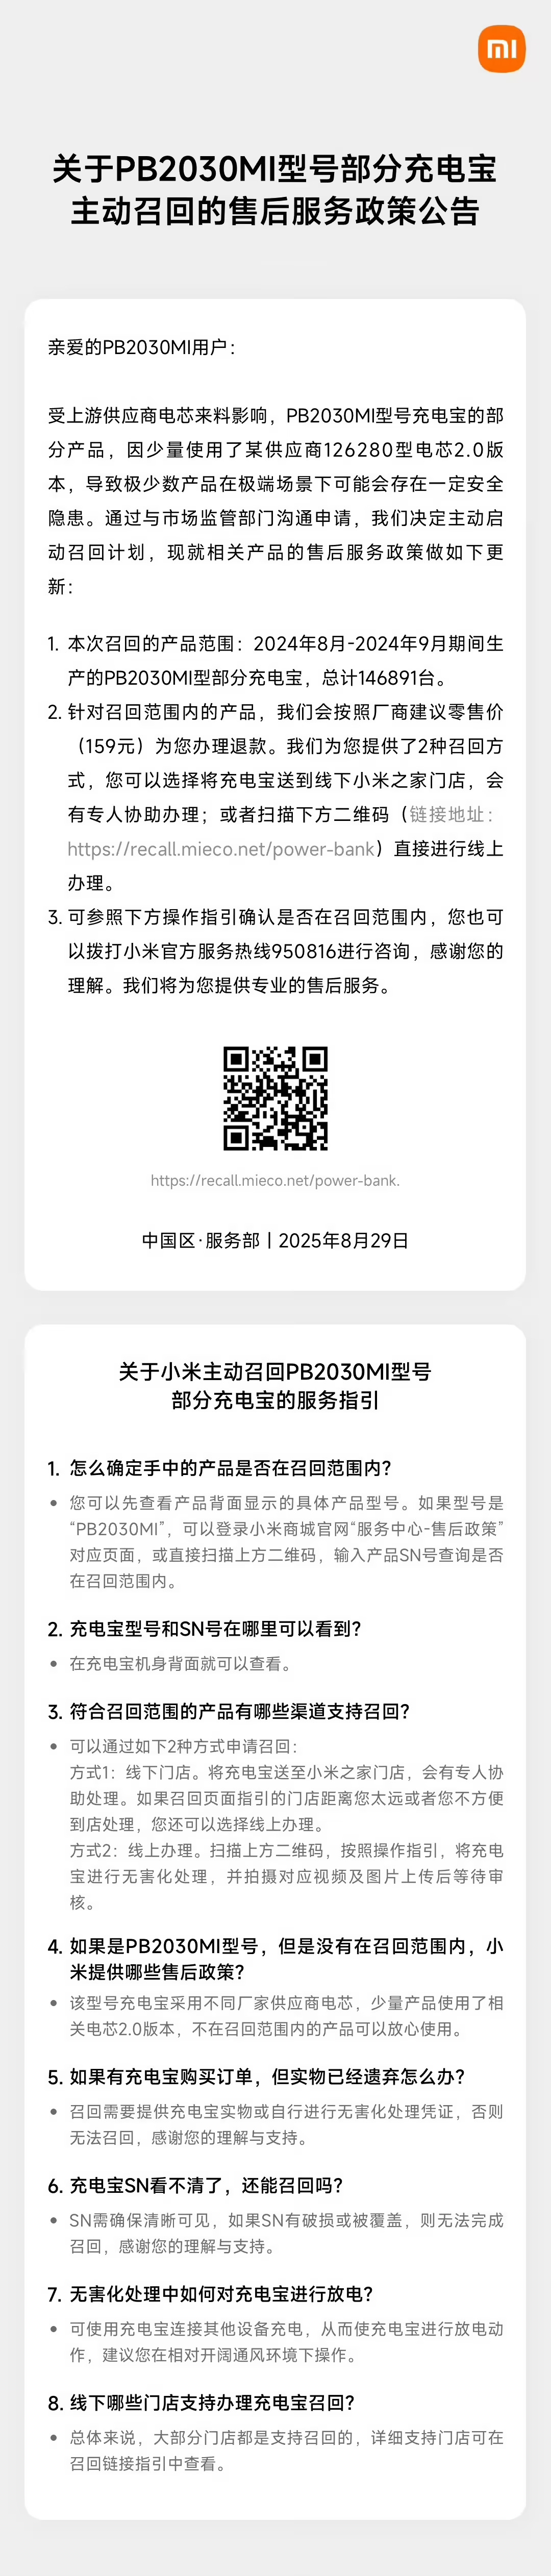 mi
关于PB2030MI型号部分充电宝
主动召回的售后服务政策公告
亲爱的PB2030MI用户：
受上游供应商电芯来料影响，PB2030MI型号充电宝的部
分产品，因少量使用了某供应商126280型电芯2.0版
本，导致极少数产品在极端场景下可能会存在一定安全
隐患。通过与市场监管部门沟通申请，我们决定主动启
动召回计划，现就相关产品的售后服务政策做如下更
新：
1. 本次召回的产品范围：2024年8月-2024年9月期间生
产的PB2030MI型部分充电宝，总计146891台。
2. 针对召回范围内的产品，我们会按照厂商建议零售价
（159元）为您办理退款。我们为您提供了2种召回方
式，您可以选择将充电宝送到线下小米之家门店，会
有专人协助办理；或者扫描下方二维码（链接地址：
https://recall.mieco.net/power-bank）直接进行线上
办理。
3. 可参照下方操作指引确认是否在召回范围内，您也可
以拨打小米官方服务热线950816进行咨询，感谢您的
理解。我们将为您提供专业的售后服务。
https://recall.mieco.net/power-bank.
中国区·服务部 | 2025年8月29日
关于小米主动召回PB2030MI型号
部分充电宝的服务指引
1. 怎么确定手中的产品是否在召回范围内？
• 您可以先查看产品背面显示的具体产品型号。如果型号是
“PB2030MI”，可以登录小米商城官网“服务中心-售后政策”
对应页面，或直接扫描上方二维码，输入产品SN号查询是否
在召回范围内。
2. 充电宝型号和SN号在哪里可以看到？
• 在充电宝机身背面就可以查看。
3. 符合召回范围的产品有哪些渠道支持召回？
• 可以通过如下2种方式申请召回：
方式1：线下门店。将充电宝送至小米之家门店，会有专人协
助处理。如果召回页面指引的门店距离您太远或者您不方便
到店处理，您还可以选择线上办理。
方式2：线上办理。扫描上方二维码，按照操作指引，将充电
宝进行无害化处理，并拍摄对应视频及图片上传后等待审
核。
4. 如果是PB2030MI型号，但是没有在召回范围内，小
米提供哪些售后政策？
• 该型号充电宝采用不同厂家供应商电芯，少量产品使用了相
关电芯2.0版本，不在召回范围内的产品可以放心使用。
5. 如果有充电宝购买订单，但实物已经遗弃怎么办？
• 召回需要提供充电宝实物或自行进行无害化处理凭证，否则
无法召回，感谢您的理解与支持。
6. 充电宝SN看不清了，还能召回吗？
• SN需确保清晰可见，如果SN有破损或被覆盖，则无法完成
召回，感谢您的理解与支持。
7. 无害化处理中如何对充电宝进行放电？
• 可使用充电宝连接其他设备充电，从而使充电宝进行放电动
作，建议您在相对开阔通风环境下操作。
8. 线下哪些门店支持办理充电宝召回？
• 总体来说，大部分门店都是支持召回的，详细支持门店可在
召回链接指引中查看。